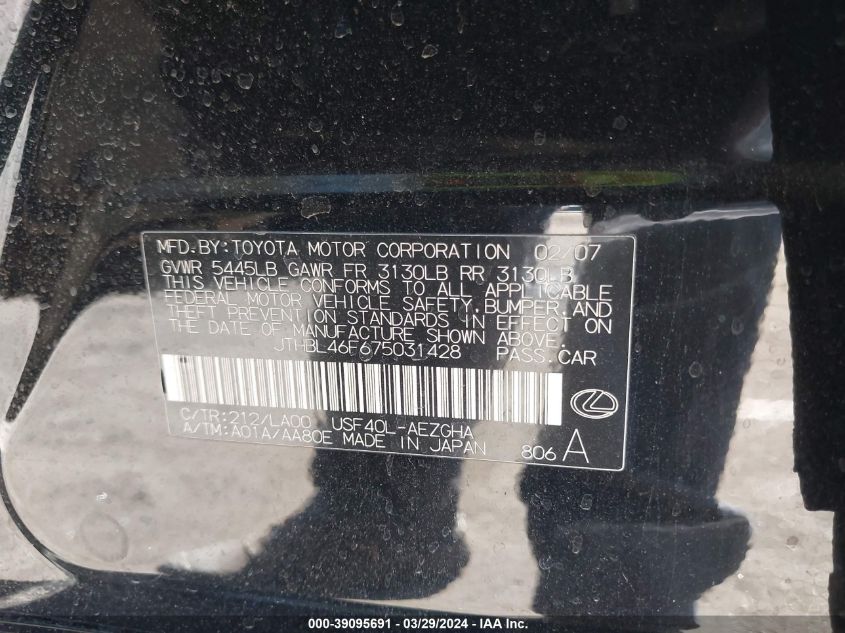 MFD. BY: TOYOTA MOTOR CORPORATION 02/07
GVWR 5445LB GAWR FR 3130LB RR 3130LB
THIS VEHICLE CONFORMS TO ALL APPLICABLE
FEDERAL MOTOR VEHICLE SAFETY, BUMPER, AND
THEFT PREVENTION STANDARDS IN EFFECT ON
THE DATE OF MANUFACTURE SHOWN ABOVE.
JTHBL46F675031428 PASS. CAR
C/TR: 212/LA00 USF40L-AEZGHA
A/TM: A01A/AA80E MADE IN JAPAN
806 A
000-39095691 - 03/29/2024 - IAA Inc.